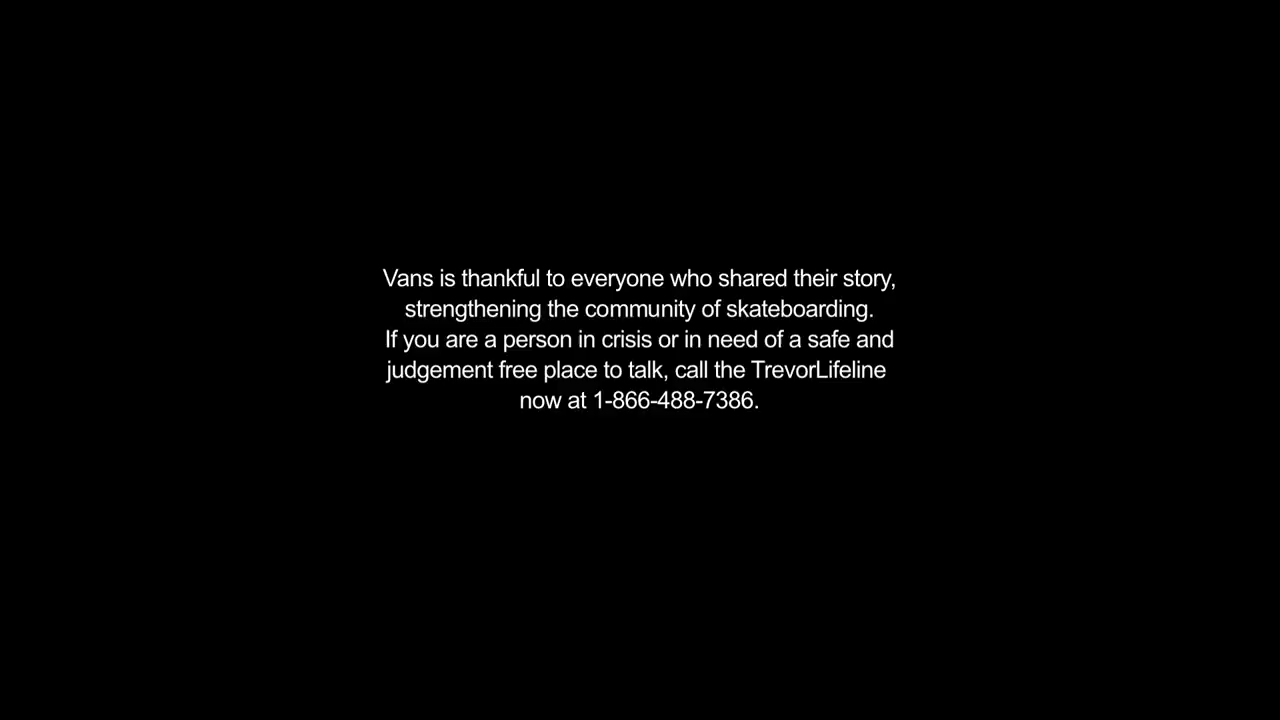 Vans is thankful to everyone who shared their story,
strengthening the community of skateboarding.
If you are a person in crisis or in need of a safe and
judgement free place to talk, call the TrevorLifeline
now at 1-866-488-7386.